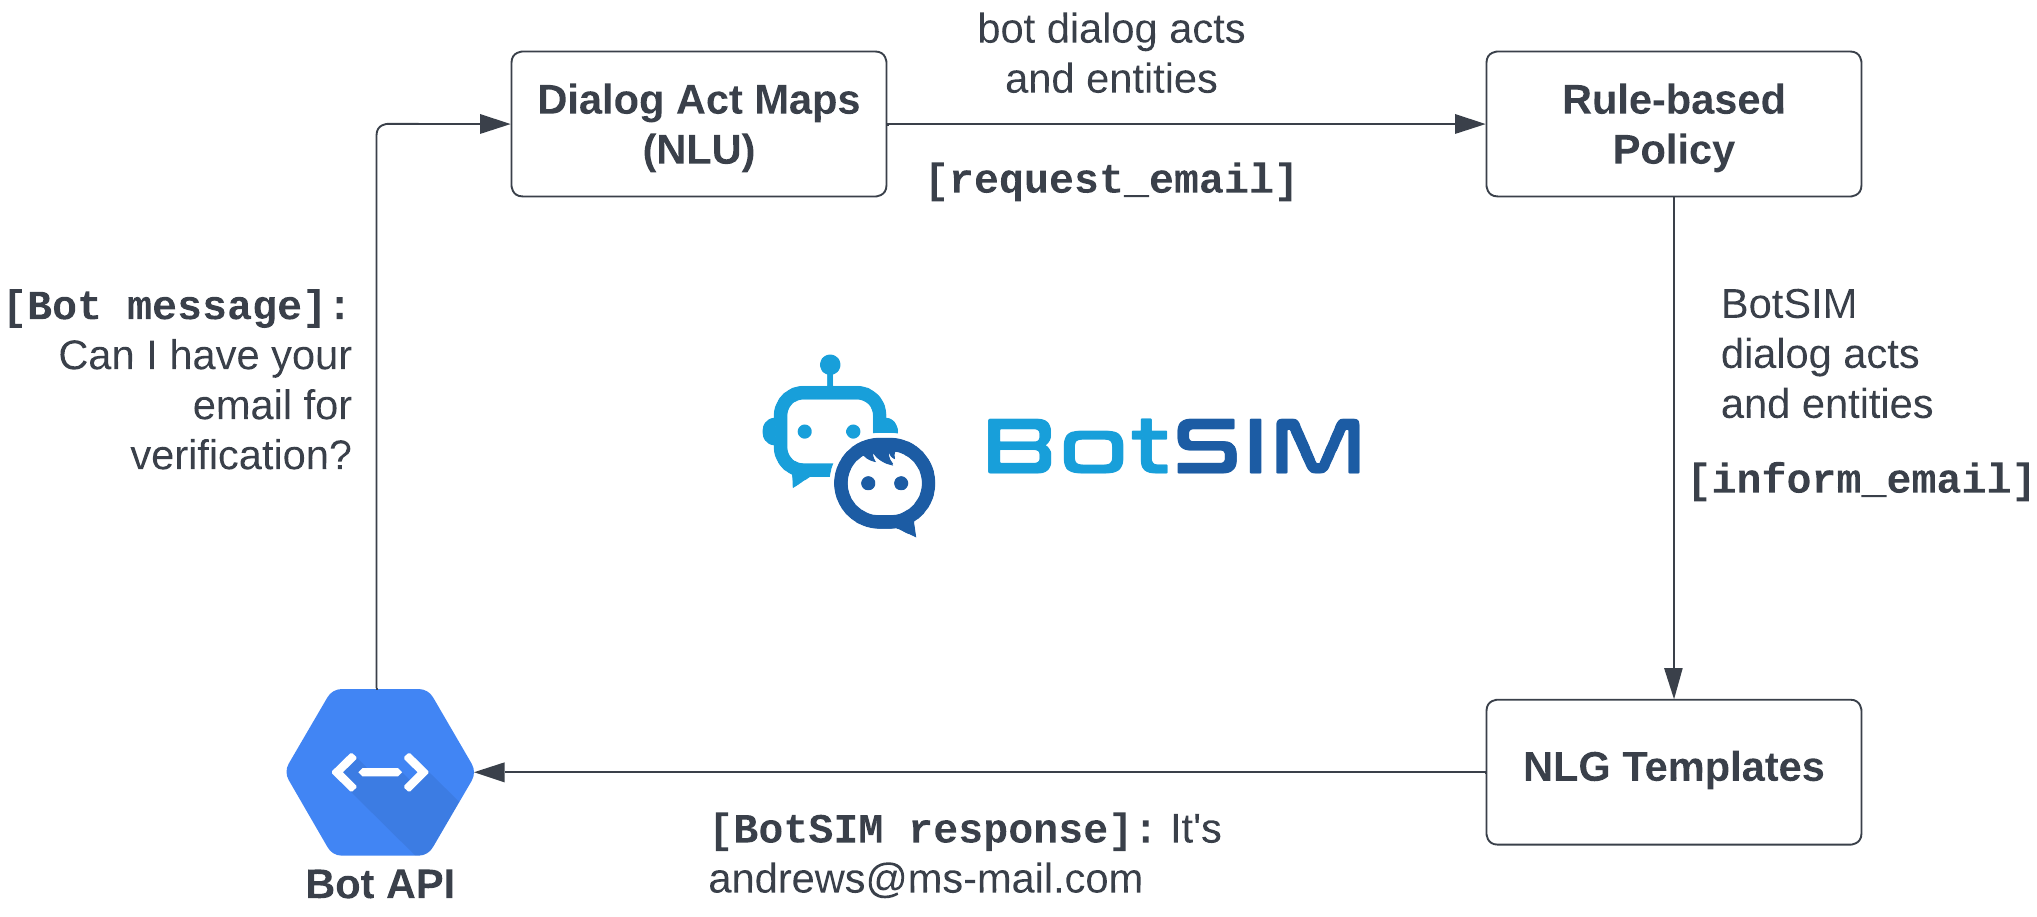 bot dialog acts
and entities
Dialog Act Maps
(NLU)
Rule-based
Policy
[request_email]
[Bot message]:
Can I have your
email for
verification?
BotSIM
dialog acts
and entities
[inform_email]
BotSIM
NLG Templates
[BotSIM response]: It's
andrews@ms-mail.com
Bot API